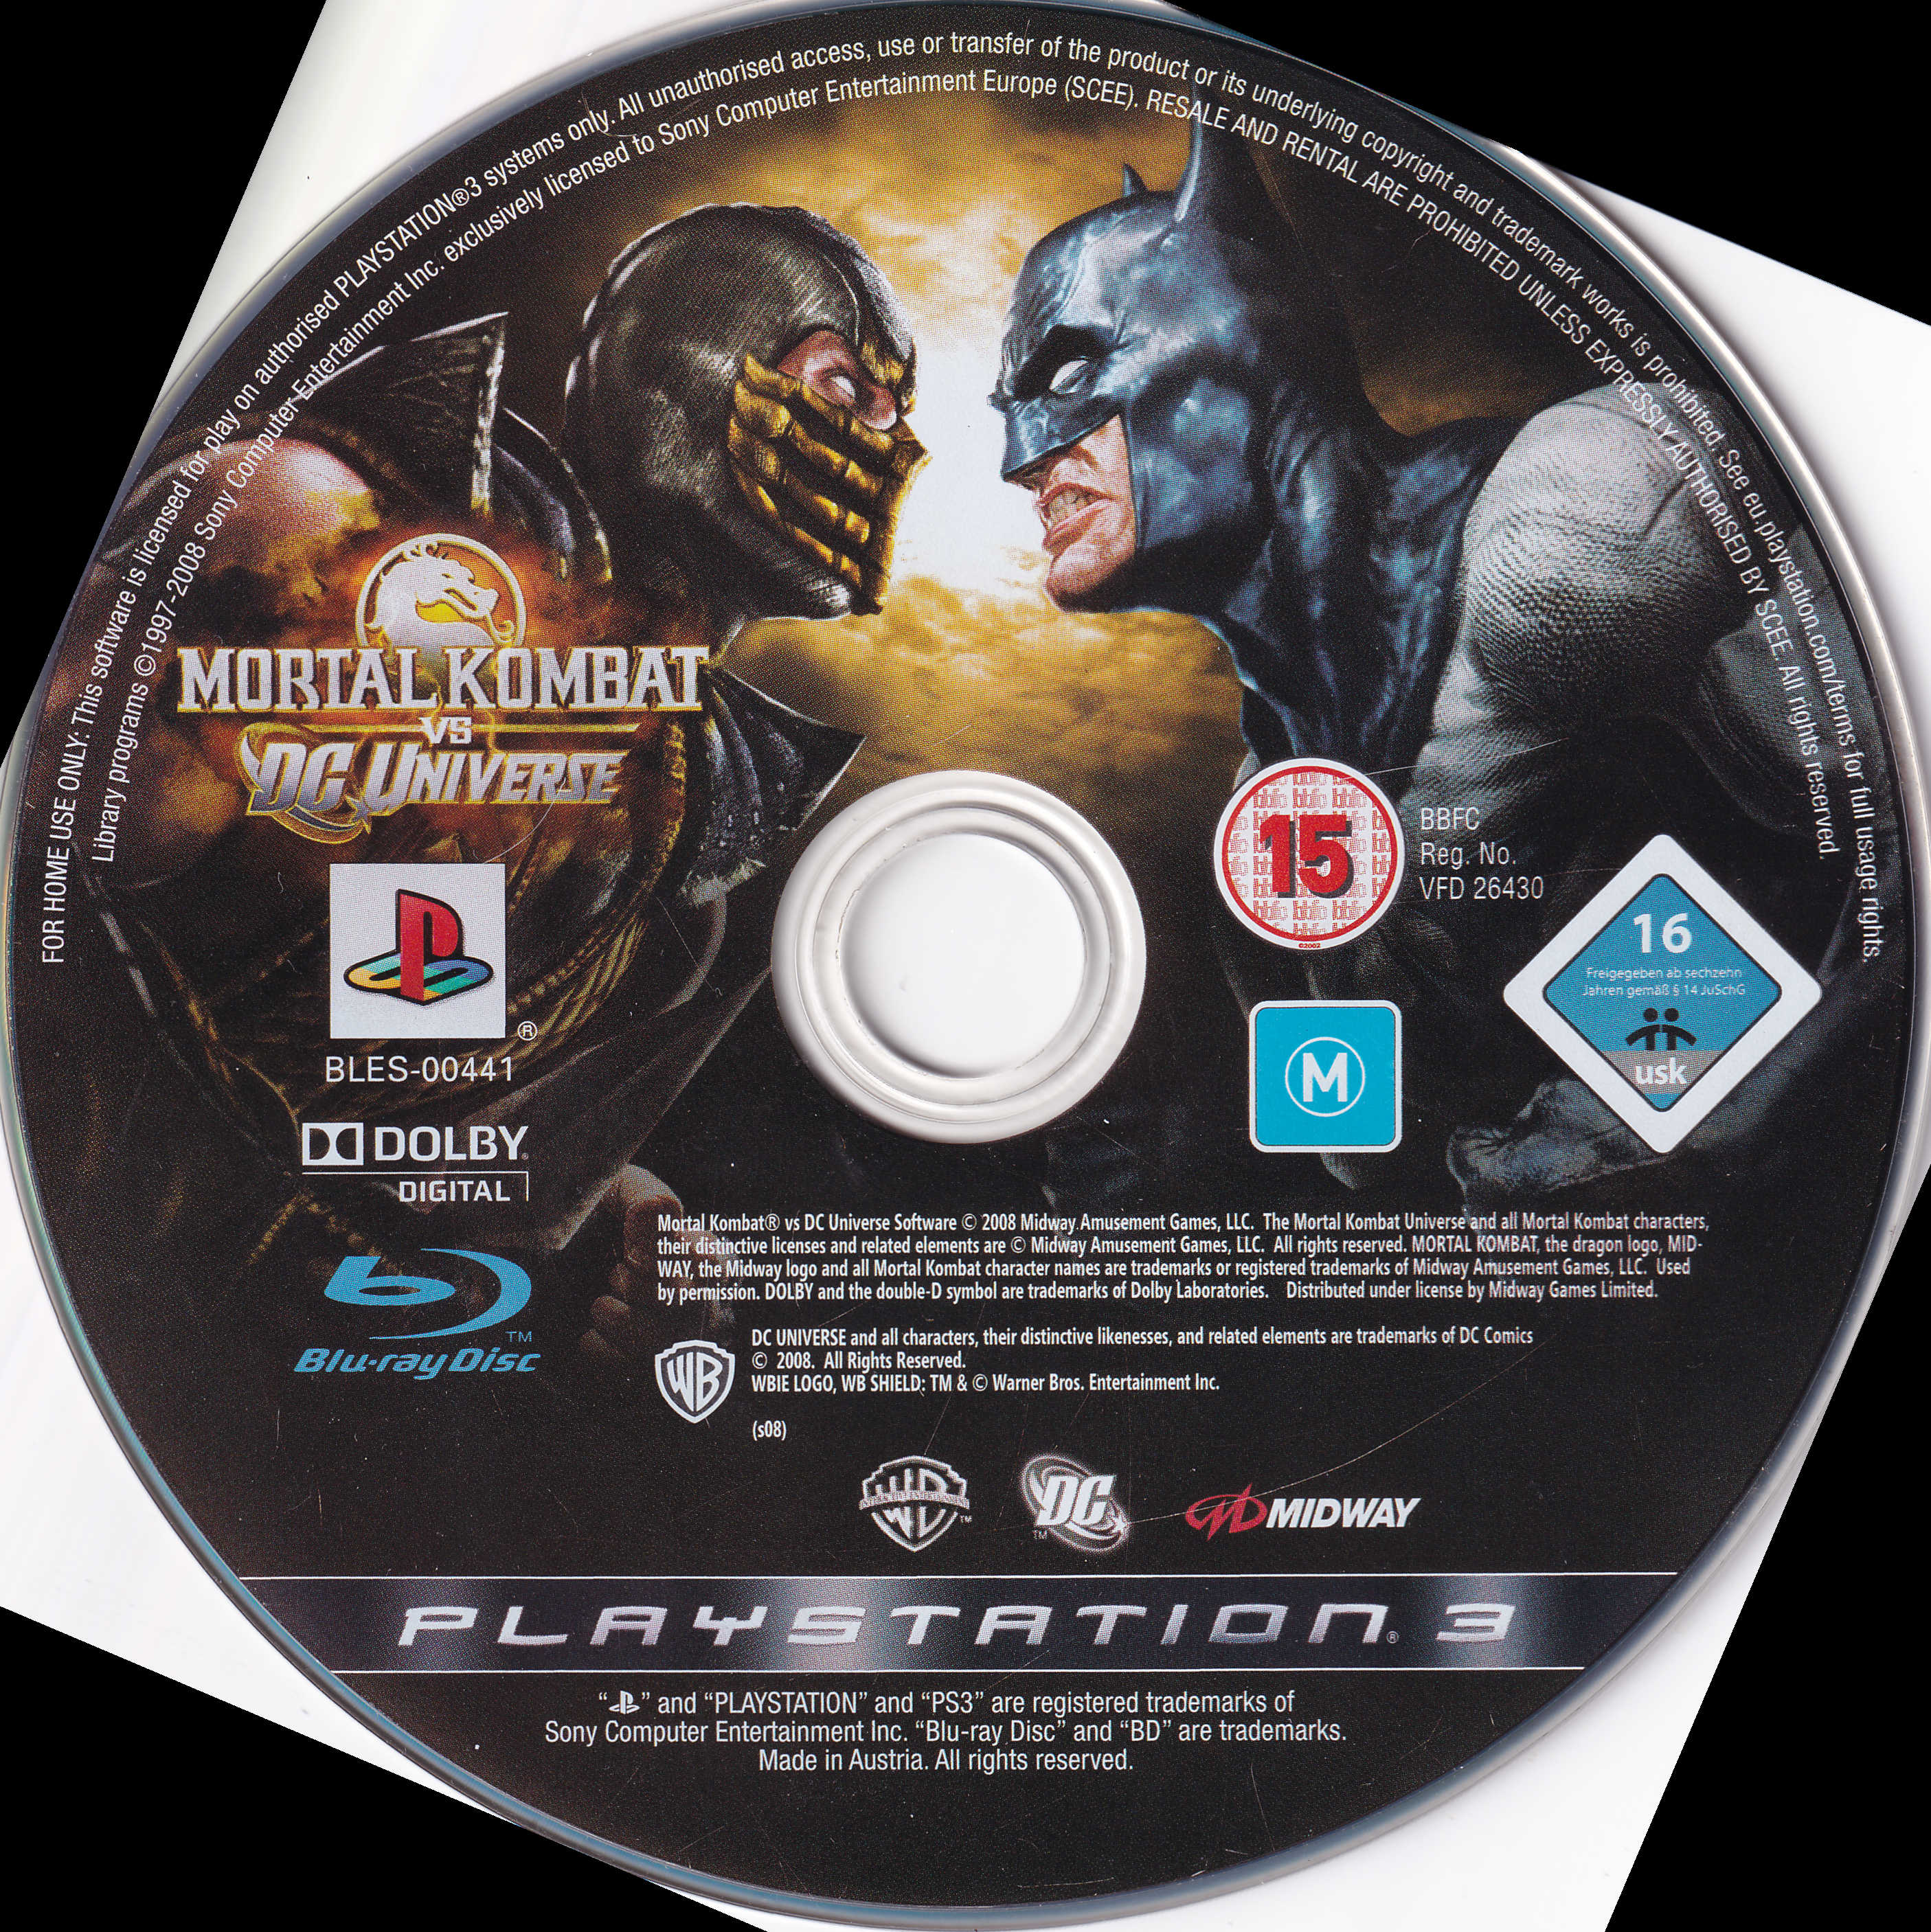 FOR HOME USE ONLY: This software is licensed for play on authorised PLAYSTATION®3 systems only. All unauthorised access, use or transfer of the product or its underlying copyright and trademark works is prohibited. See eu.playstation.com/terms for full usage rights.
Library programs ©1997-2008 Sony Computer Entertainment Inc. exclusively licensed to Sony Computer Entertainment Europe (SCEE). RESALE AND RENTAL ARE PROHIBITED UNLESS EXPRESSLY AUTHORISED BY SCEE. All rights reserved.
MORTAL KOMBAT
VS
DC UNIVERSE
®
BLES-00441
DOLBY®
DIGITAL
Blu-ray Disc™
15
©2002
BBFC
Reg. No.
VFD 26430
16
Freigegeben ab sechzehn
Jahren gemäß § 14 JuSchG
usk
M
Mortal Kombat® vs DC Universe Software © 2008 Midway Amusement Games, LLC. The Mortal Kombat Universe and all Mortal Kombat characters,
their distinctive licenses and related elements are © Midway Amusement Games, LLC. All rights reserved. MORTAL KOMBAT, the dragon logo, MID-
WAY, the Midway logo and all Mortal Kombat character names are trademarks or registered trademarks of Midway Amusement Games, LLC. Used
by permission. DOLBY and the double-D symbol are trademarks of Dolby Laboratories. Distributed under license by Midway Games Limited.
WB
DC UNIVERSE and all characters, their distinctive likenesses, and related elements are trademarks of DC Comics
© 2008. All Rights Reserved.
WBIE LOGO, WB SHIELD: TM & © Warner Bros. Entertainment Inc.
(s08)
WB INTERACTIVE ENTERTAINMENT ™
DC ™
MIDWAY
PLAYSTATION® 3
“ ” and “PLAYSTATION” and “PS3” are registered trademarks of
Sony Computer Entertainment Inc. “Blu-ray Disc” and “BD” are trademarks.
Made in Austria. All rights reserved.